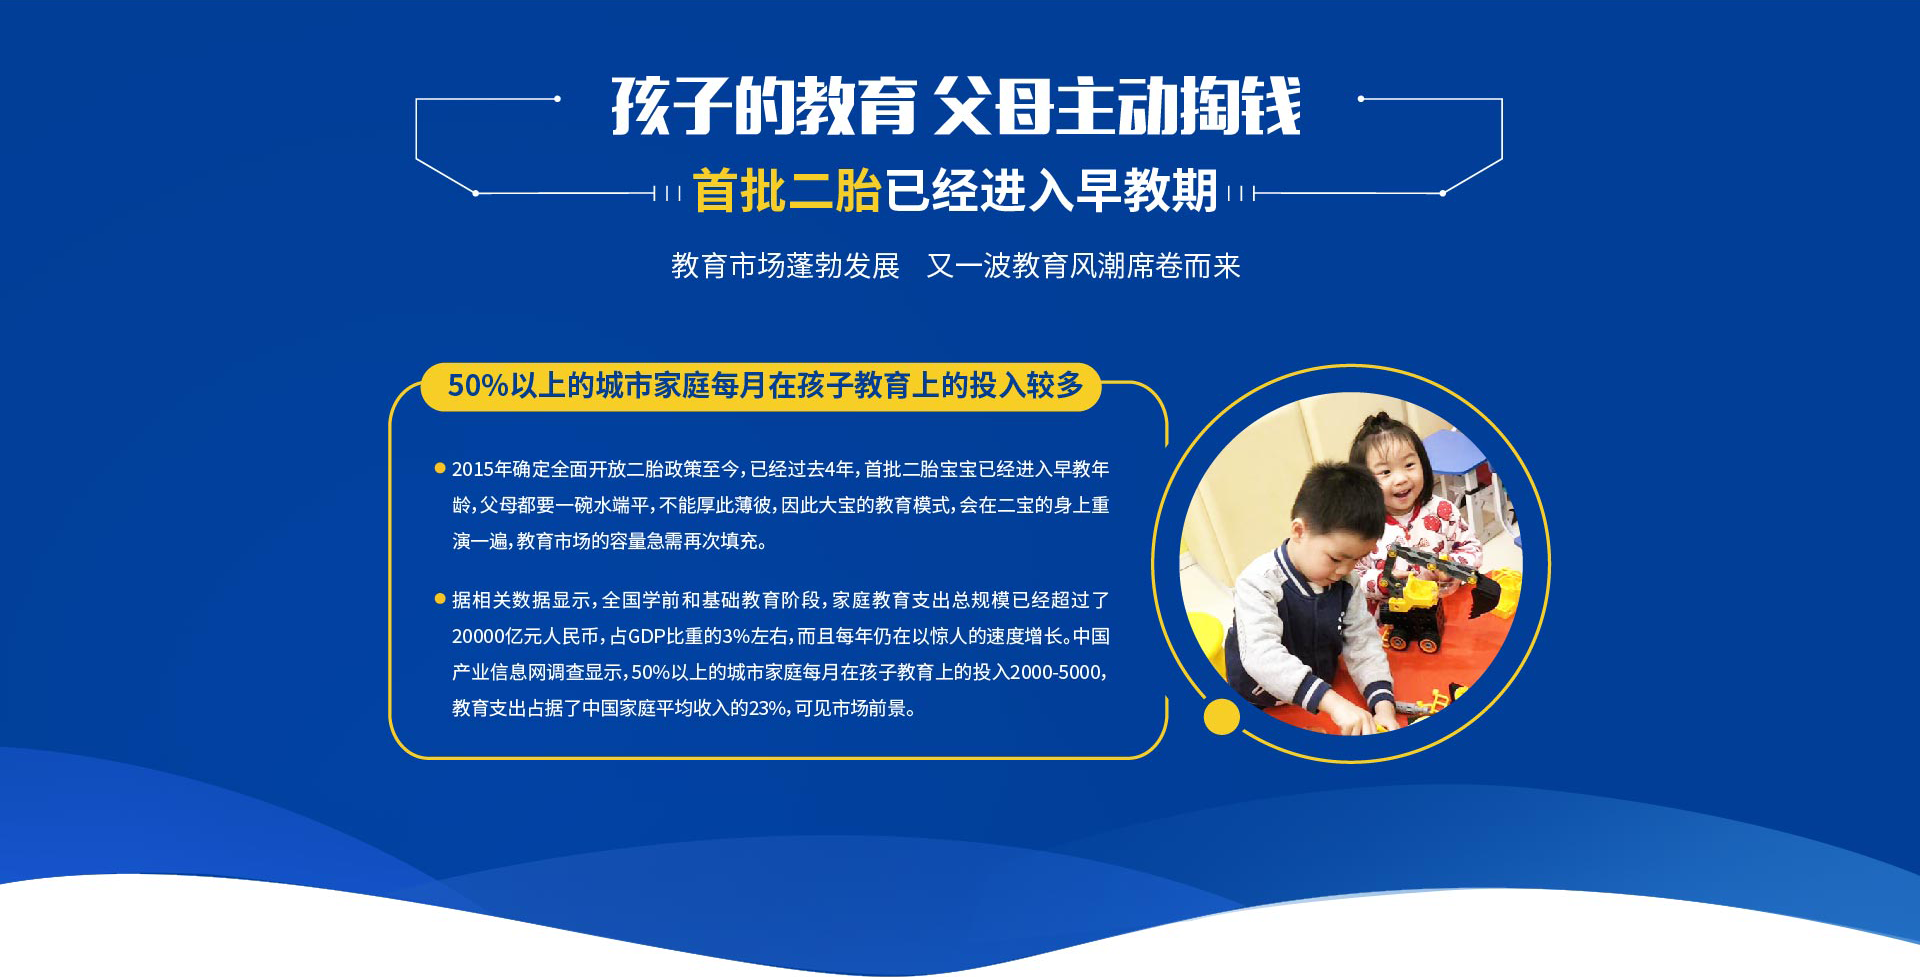 孩子的教育 父母主动掏钱
首批二胎已经进入早教期
教育市场蓬勃发展 又一波教育风潮席卷而来
50%以上的城市家庭每月在孩子教育上的投入较多
2015年确定全面开放二胎政策至今，已经过去4年，首批二胎宝宝已经进入早教年
龄，父母都要一碗水端平，不能厚此薄彼，因此大宝的教育模式，会在二宝的身上重
演一遍，教育市场的容量急需再次填充。
据相关数据显示，全国学前和基础教育阶段，家庭教育支出总规模已经超过了
20000亿元人民币，占GDP比重的3%左右，而且每年仍在以惊人的速度增长。中国
产业信息网调查显示，50%以上的城市家庭每月在孩子教育上的投入2000-5000，
教育支出占据了中国家庭平均收入的23%，可见市场前景。